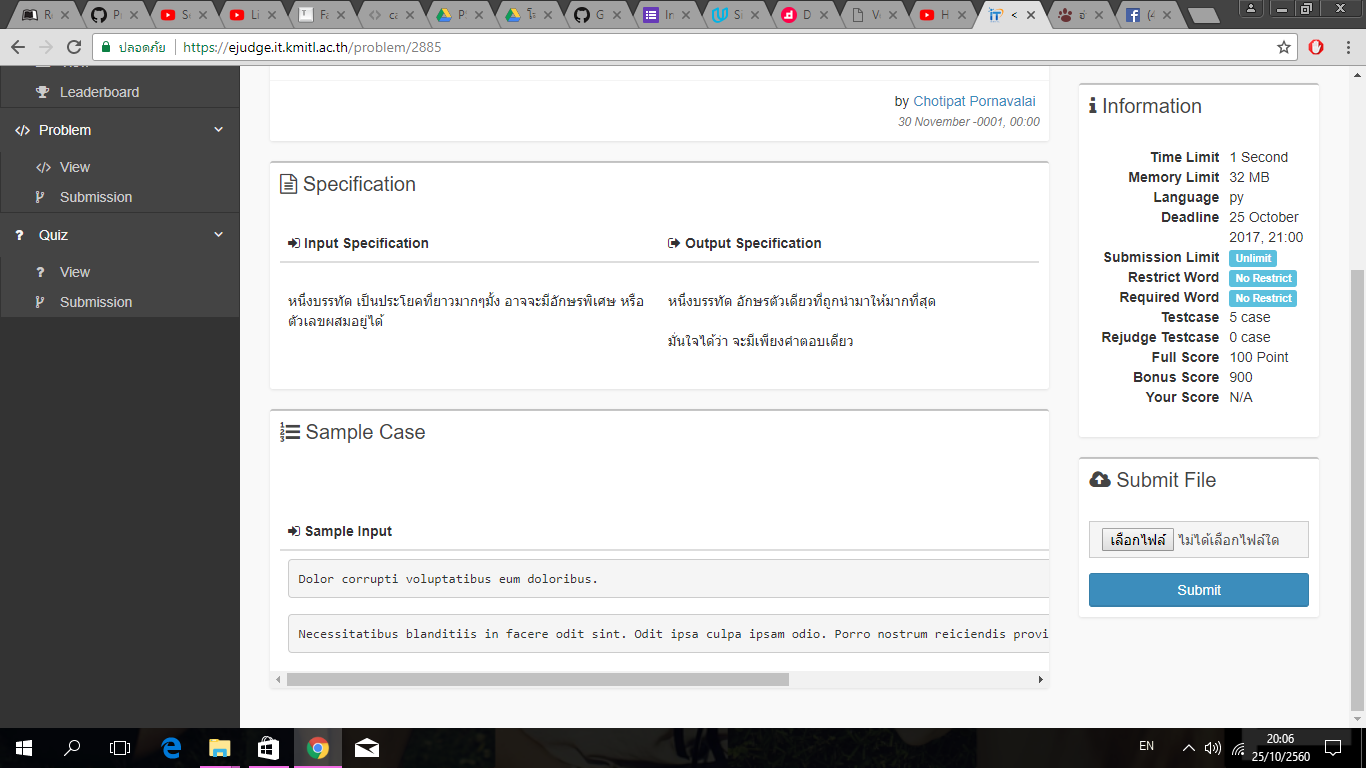 ปลอดภัย
https://ejudge.it.kmitl.ac.th/problem/2885
Leaderboard
Problem
View
Submission
Quiz
View
Submission
by Chotipat Pornavalai
30 November -0001, 00:00
Specification
Input Specification
Output Specification
หนึ่งบรรทัด เป็นประโยคที่ยาวมากๆมั้ง อาจจะมีอักษรพิเศษ หรือ
ตัวเลขผสมอยู่ได้
หนึ่งบรรทัด อักษรตัวเดียวที่ถูกนำมาให้มากที่สุด
มั่นใจได้ว่า จะมีเพียงคำตอบเดียว
Sample Case
Sample Input
Dolor corrupti voluptatibus eum doloribus.
Necessitatibus blanditiis in facere odit sint. Odit ipsa culpa ipsam odio. Porro nostrum reiciendis provi
Information
Time Limit 1 Second
Memory Limit 32 MB
Language py
Deadline 25 October
2017, 21:00
Submission Limit Unlimit
Restrict Word No Restrict
Required Word No Restrict
Testcase 5 case
Rejudge Testcase 0 case
Full Score 100 Point
Bonus Score 900
Your Score N/A
Submit File
เลือกไฟล์ ไม่ได้เลือกไฟล์ใด
Submit
EN
20:06
25/10/2560